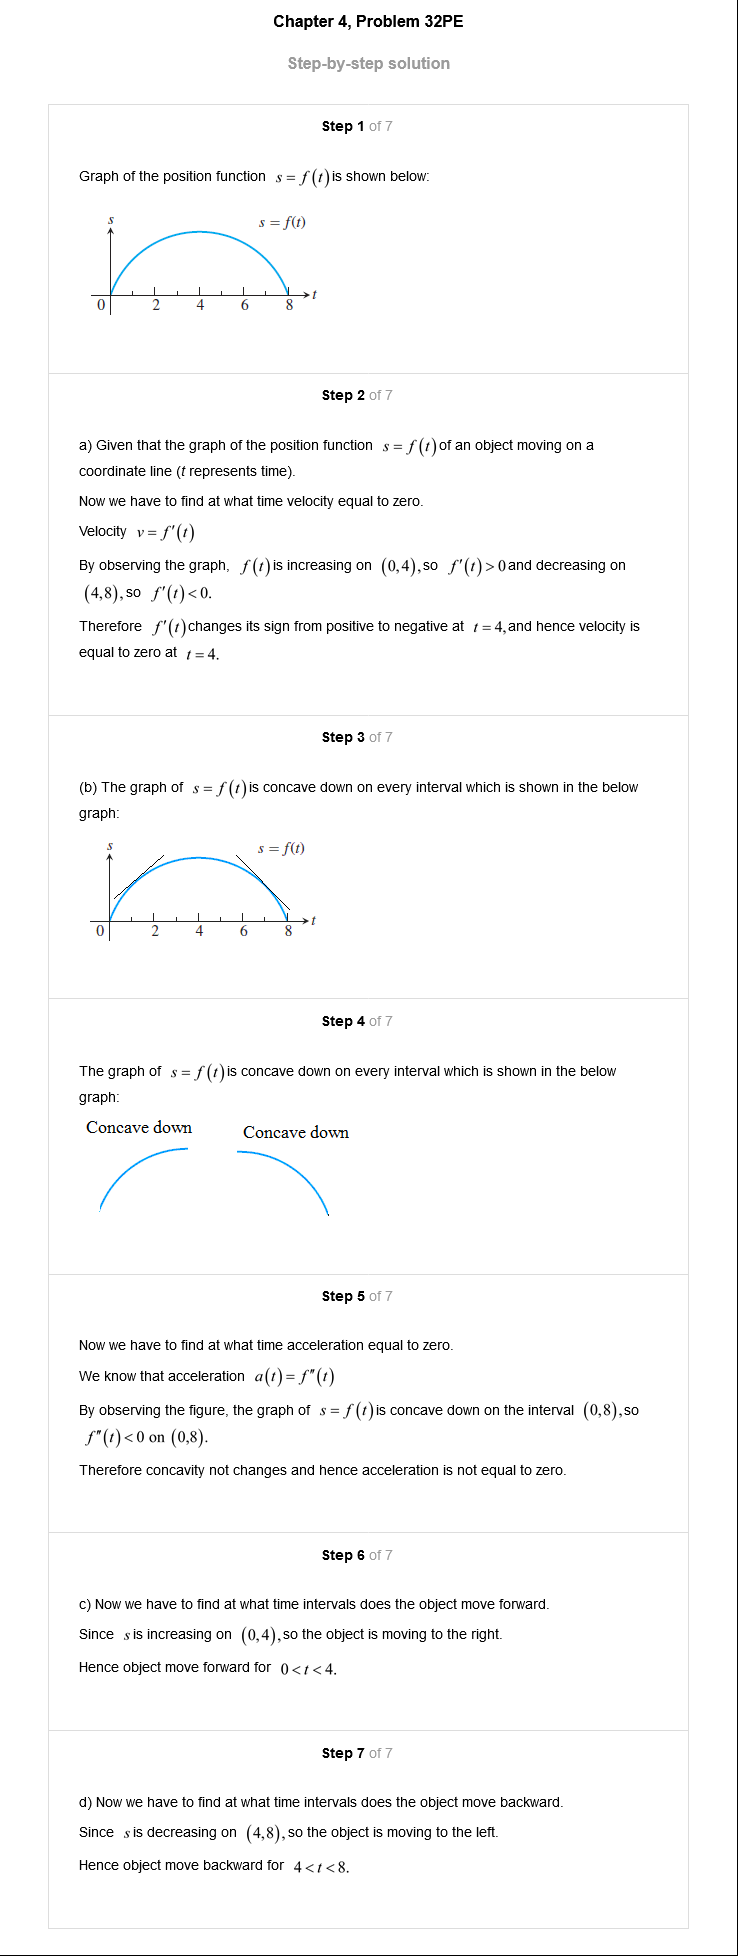 Chapter 4, Problem 32PE
Step-by-step solution
Step 1 of 7
Graph of the position function s = f(t) is shown below:
s
s = f(t)
t
0 2 4 6 8
Step 2 of 7
a) Given that the graph of the position function s = f(t) of an object moving on a
coordinate line (t represents time).
Now we have to find at what time velocity equal to zero.
Velocity v = f'(t)
By observing the graph, f(t) is increasing on (0,4), so f'(t) > 0 and decreasing on
(4,8), so f'(t) < 0.
Therefore f'(t) changes its sign from positive to negative at t = 4, and hence velocity is
equal to zero at t = 4.
Step 3 of 7
(b) The graph of s = f(t) is concave down on every interval which is shown in the below
graph:
s
s = f(t)
t
0 2 4 6 8
Step 4 of 7
The graph of s = f(t) is concave down on every interval which is shown in the below
graph:
Concave down Concave down
Step 5 of 7
Now we have to find at what time acceleration equal to zero.
We know that acceleration a(t) = f"(t)
By observing the figure, the graph of s = f(t) is concave down on the interval (0,8), so
f"(t) < 0 on (0,8).
Therefore concavity not changes and hence acceleration is not equal to zero.
Step 6 of 7
c) Now we have to find at what time intervals does the object move forward.
Since s is increasing on (0,4), so the object is moving to the right.
Hence object move forward for 0 < t < 4.
Step 7 of 7
d) Now we have to find at what time intervals does the object move backward.
Since s is decreasing on (4,8), so the object is moving to the left.
Hence object move backward for 4 < t < 8.